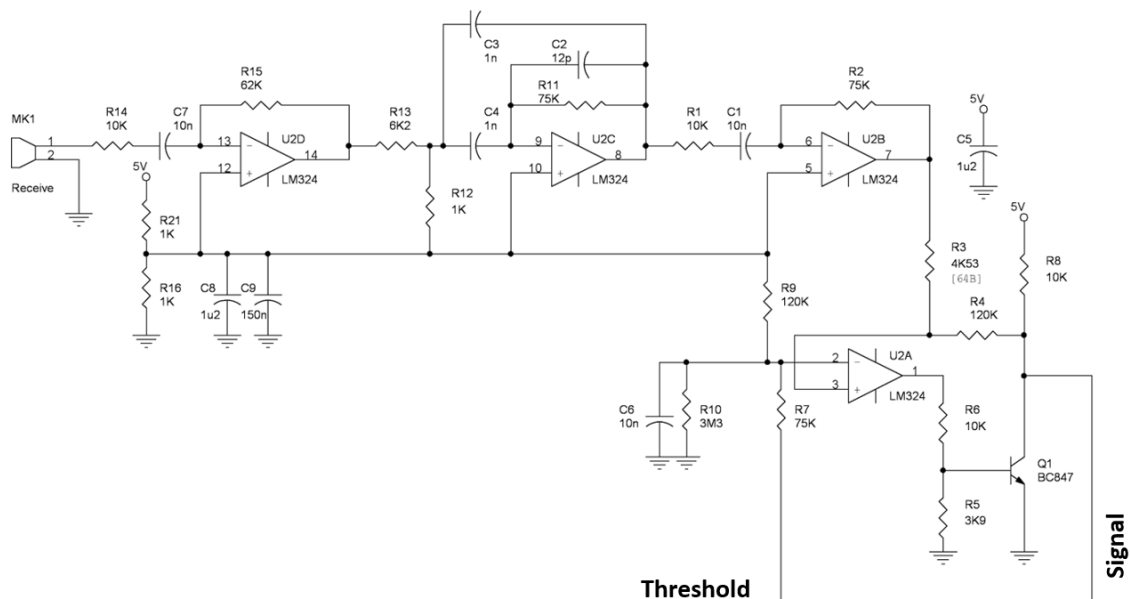 C3
1n
C2
12p
R15
62K
R11
75K
R2
75K
5V
MK1
R14
10K
C7
10n
R13
6K2
C4
1n
R1
10K
C1
10n
C5
1u2
1
2
13
12
14
U2D
LM324
9
10
8
U2C
LM324
6
5
7
U2B
LM324
Receive
5V
R21
1K
R12
1K
5V
R3
4K53
[64B]
R8
10K
R16
1K
C8
1u2
C9
150n
R9
120K
R4
120K
2
3
1
U2A
LM324
C6
10n
R10
3M3
R7
75K
R6
10K
Q1
BC847
R5
3K9
Threshold
Signal